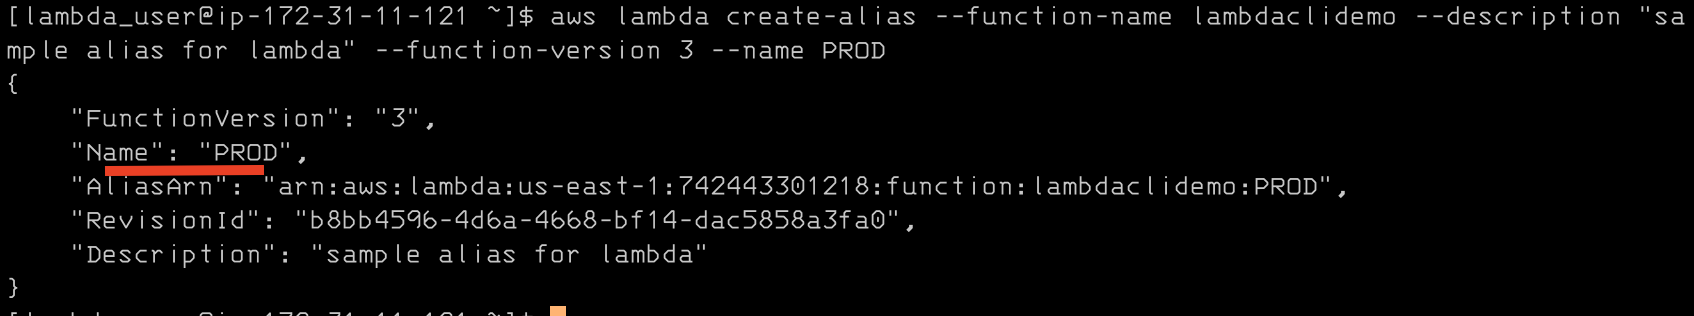 [lambda_user@ip-172-31-11-121 ~]$ aws lambda create-alias --function-name lambdaclidemo --description "sa
mple alias for lambda" --function-version 3 --name PROD
{
    "FunctionVersion": "3",
    "Name": "PROD",
    "AliasArn": "arn:aws:lambda:us-east-1:742443301218:function:lambdaclidemo:PROD",
    "RevisionId": "b8bb4596-4d6a-4668-bf14-dac5858a3fa0",
    "Description": "sample alias for lambda"
}